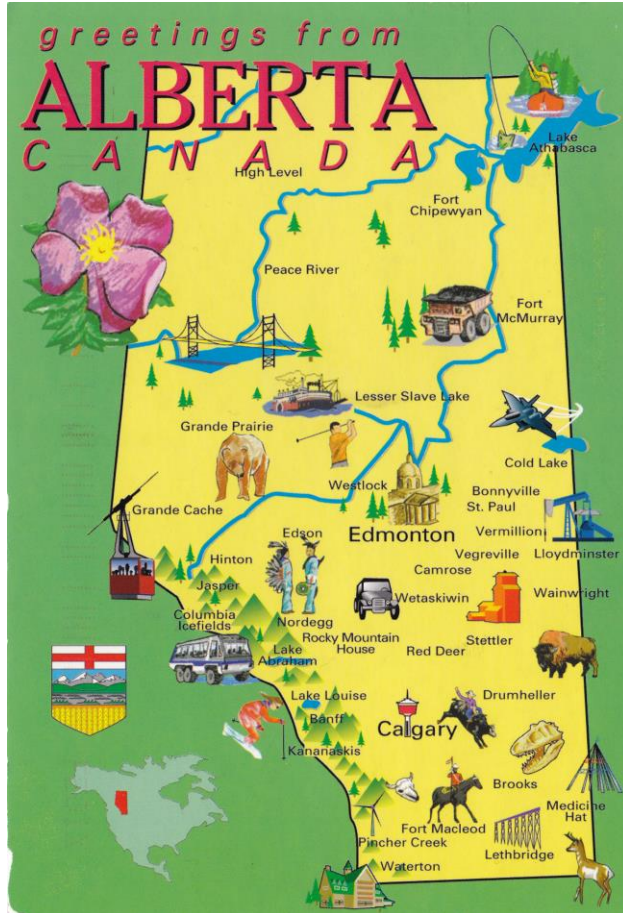 greetings from
ALBERTA
CANADA
Lake
Athabasca
High Level
Fort
Chipewyan
Peace River
Fort
McMurray
Lesser Slave Lake
Grande Prairie
Cold Lake
Westlock
Bonnyville
St. Paul
Grande Cache
Edmonton
Edson
Vermillion
Hinton
Vegreville
Lloydminster
Camrose
Jasper
Wetaskiwin
Wainwright
Columbia
Icefields
Nordegg
Rocky Mountain
House
Stettler
Red Deer
Lake
Abraham
Lake Louise
Drumheller
Banff
Calgary
Kananaskis
Brooks
Medicine
Hat
Fort Macleod
Pincher Creek
Lethbridge
Waterton